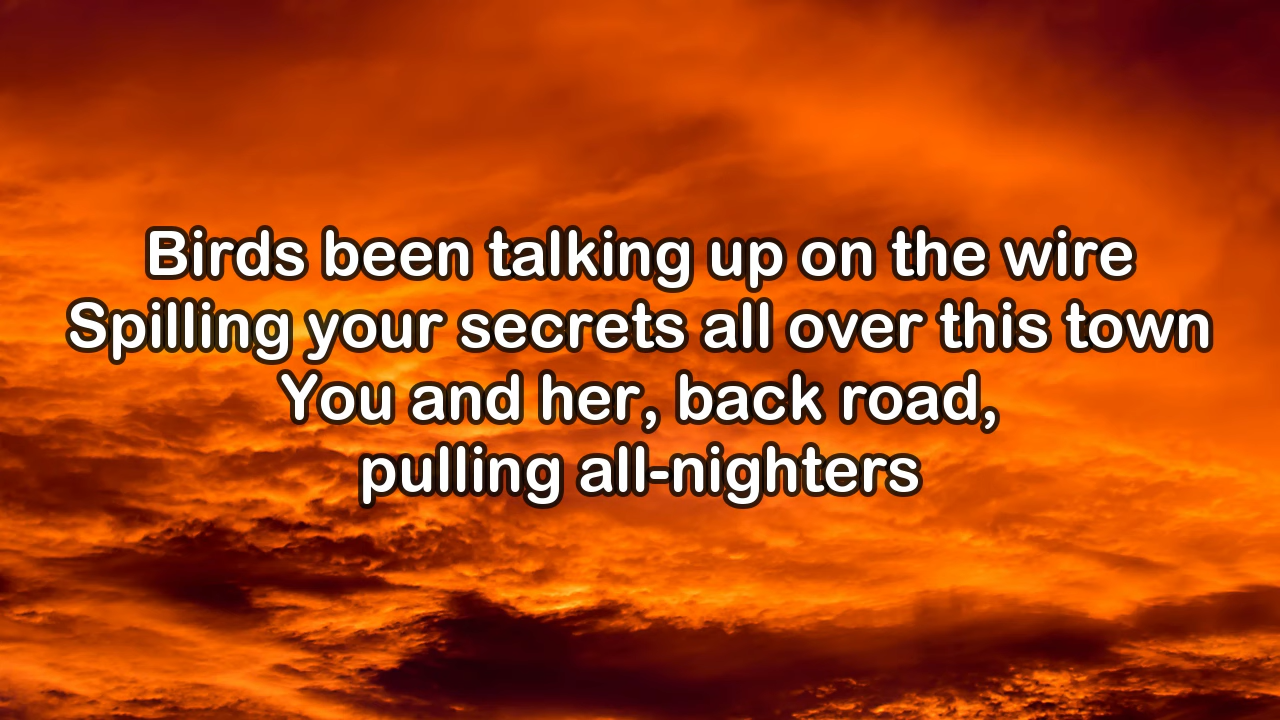 Birds been talking up on the wire
Spilling your secrets all over this town
You and her, back road,
pulling all-nighters